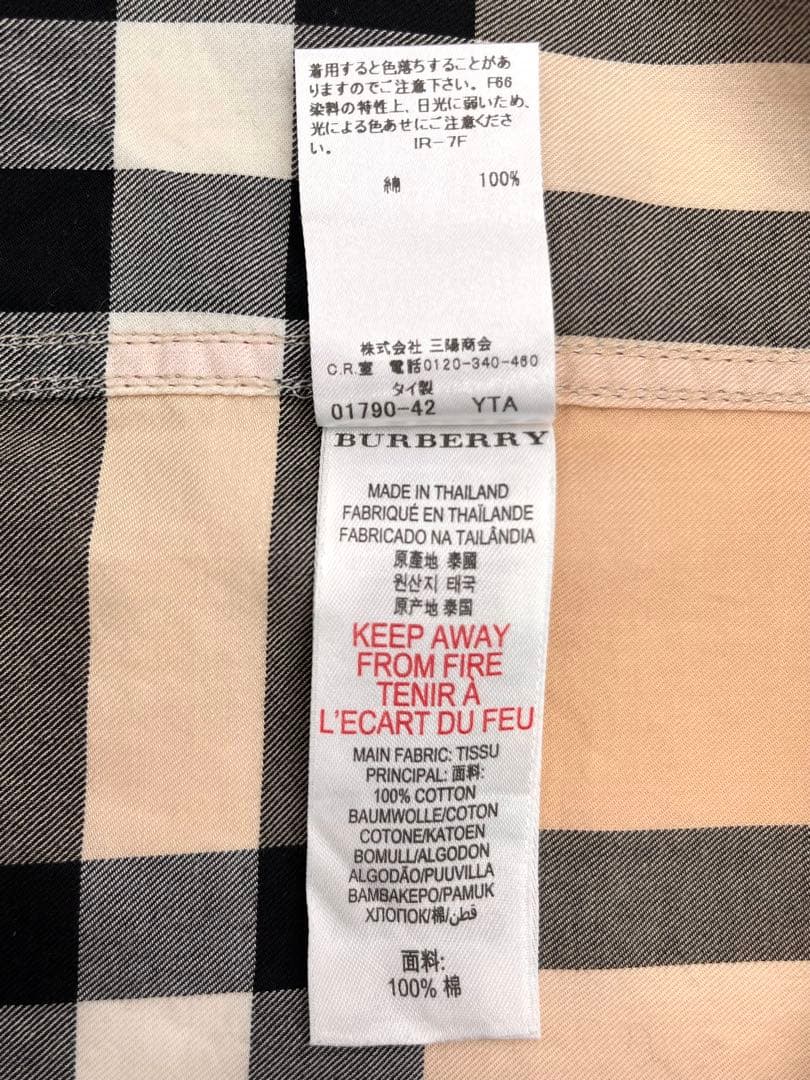 着用すると色落ちすることがあ
りますのでご注意下さい。F66
染料の特性上、日光に弱いため、
光による色あせにご注意くださ
い。 IR-7F
綿 100%
株式会社 三陽商会
C.R.室 電話0120-340-460
タイ製
01790-42 YTA
BURBERRY
MADE IN THAILAND
FABRIQUÉ EN THAÏLANDE
FABRICADO NA TAILÂNDIA
原產地 泰國
원산지 태국
原产地 泰国
KEEP AWAY
FROM FIRE
TENIR À
L'ECART DU FEU
MAIN FABRIC: TISSU
PRINCIPAL: 面料:
100% COTTON
BAUMWOLLE/COTON
COTONE/KATOEN
BOMULL/ALGODON
ALGODÃO/PUUVILLA
BAMBAKEPO/PAMUK
ХЛОПОК/棉/قطن
面料:
100% 棉